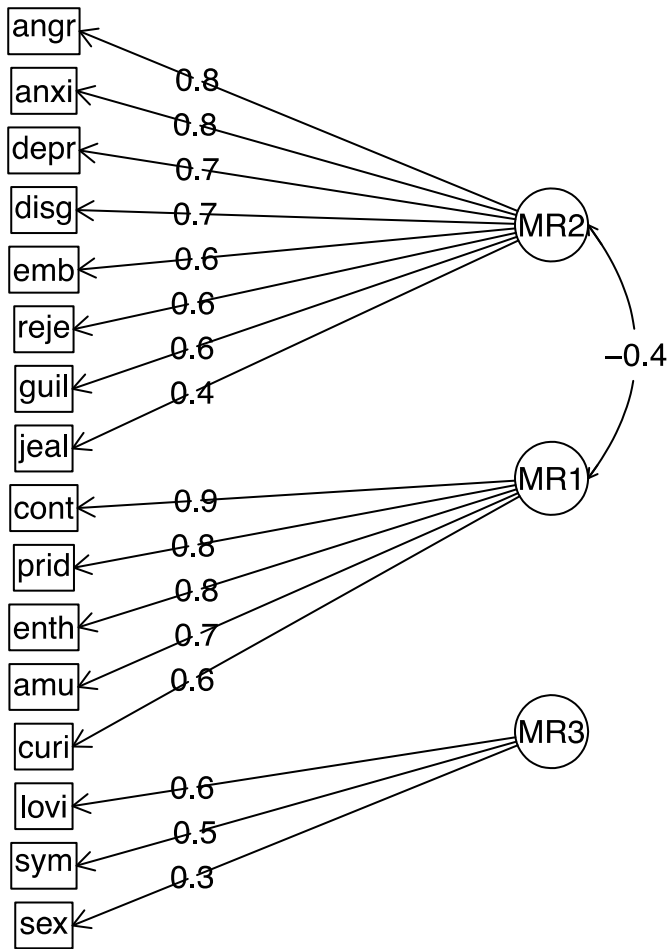 angr
0.8
anxi
0.8
depr
0.7
disg
0.7
MR2
emb
0.6
reje
0.6
guil
0.6
−0.4
jeal
0.4
cont
0.9
MR1
prid
0.8
enth
0.8
amu
0.7
curi
0.6
MR3
lovi
0.6
sym
0.5
sex
0.3